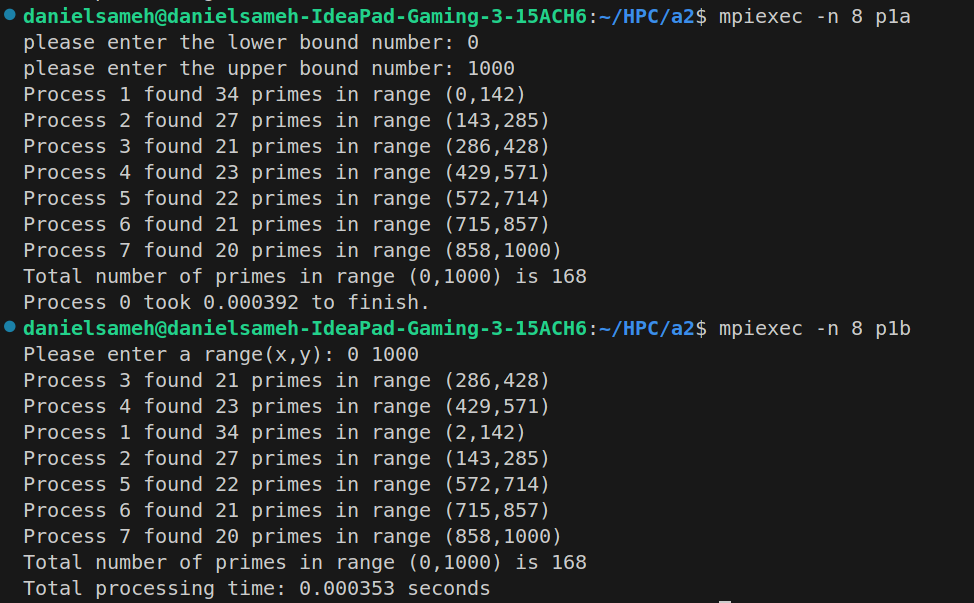 danielsameh@danielsameh-IdeaPad-Gaming-3-15ACH6:~/HPC/a2$ mpiexec -n 8 p1a
please enter the lower bound number: 0
please enter the upper bound number: 1000
Process 1 found 34 primes in range (0,142)
Process 2 found 27 primes in range (143,285)
Process 3 found 21 primes in range (286,428)
Process 4 found 23 primes in range (429,571)
Process 5 found 22 primes in range (572,714)
Process 6 found 21 primes in range (715,857)
Process 7 found 20 primes in range (858,1000)
Total number of primes in range (0,1000) is 168
Process 0 took 0.000392 to finish.
danielsameh@danielsameh-IdeaPad-Gaming-3-15ACH6:~/HPC/a2$ mpiexec -n 8 p1b
Please enter a range(x,y): 0 1000
Process 3 found 21 primes in range (286,428)
Process 4 found 23 primes in range (429,571)
Process 1 found 34 primes in range (2,142)
Process 2 found 27 primes in range (143,285)
Process 5 found 22 primes in range (572,714)
Process 6 found 21 primes in range (715,857)
Process 7 found 20 primes in range (858,1000)
Total number of primes in range (0,1000) is 168
Total processing time: 0.000353 seconds